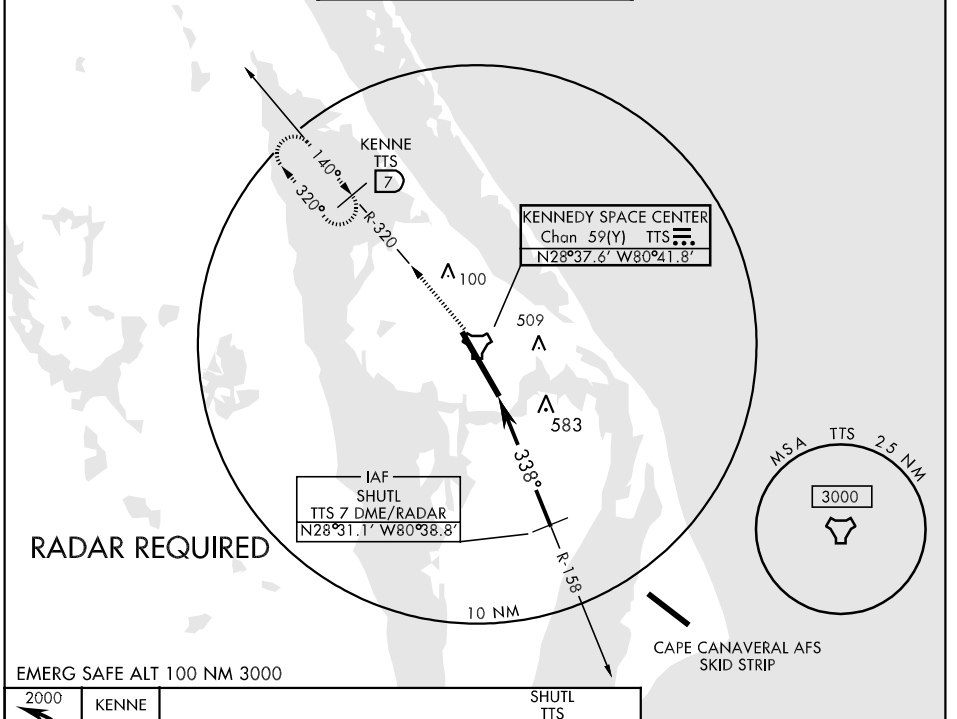 KENNE
TTS
7
140°
320°
R-320
KENNEDY SPACE CENTER
Chan 59(Y) TTS
N28°37.6' W80°41.8'
100
509
583
338°
IAF
SHUTL
TTS 7 DME/RADAR
N28°31.1' W80°38.8'
MSA TTS 25 NM
3000
RADAR REQUIRED
R-158
10 NM
CAPE CANAVERAL AFS
SKID STRIP
EMERG SAFE ALT 100 NM 3000
2000
KENNE
SHUTL
TTS